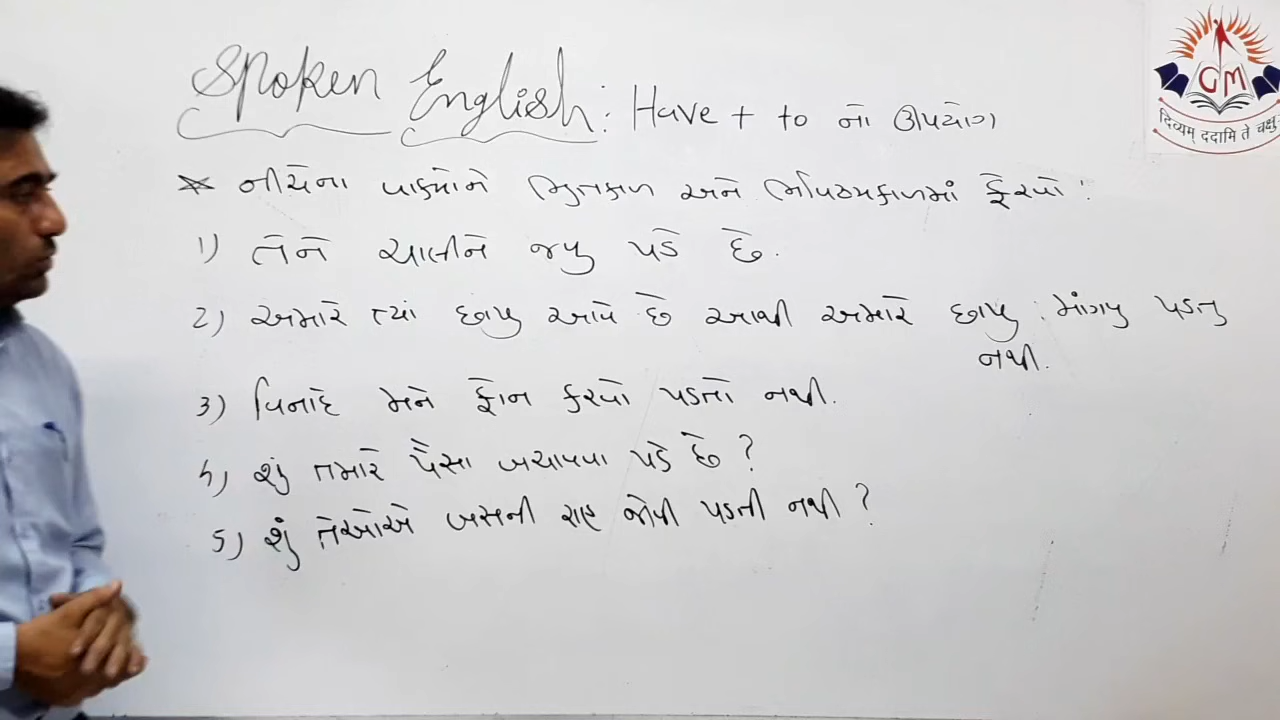 Spoken English: Have + to નો ઉપયોગ
GM
दिव्यम् ददामि ते चक्षु:
* નીચેના વાક્યોને ભુતકાળ અને ભવિષ્યકાળમાં ફેરવો:
1) તેને ચાલીને જવુ પડે છે.
2) અમારે ત્યાં છાપુ આવે છે આથી અમારે છાપુ માંગવુ પડતુ
નથી.
3) વિનોદે મને ફોન કરવો પડતો નથી.
4) શું તમારે પૈસા બચાવવા પડે છે ?
5) શું તેઓએ બસની રાહ જોવી પડતી નથી ?